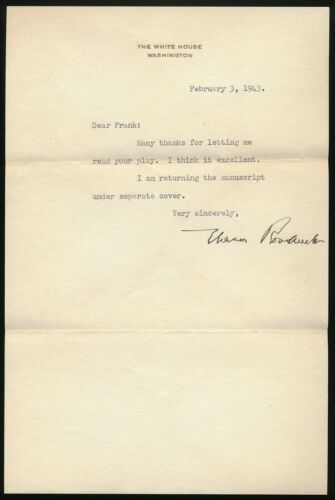 THE WHITE HOUSE
WASHINGTON
February 3, 1943.
Dear Frank:
Many thanks for letting me
read your play. I think it excellent.
I am returning the manuscript
under separate cover.
Very sincerely,
Eleanor Roosevelt